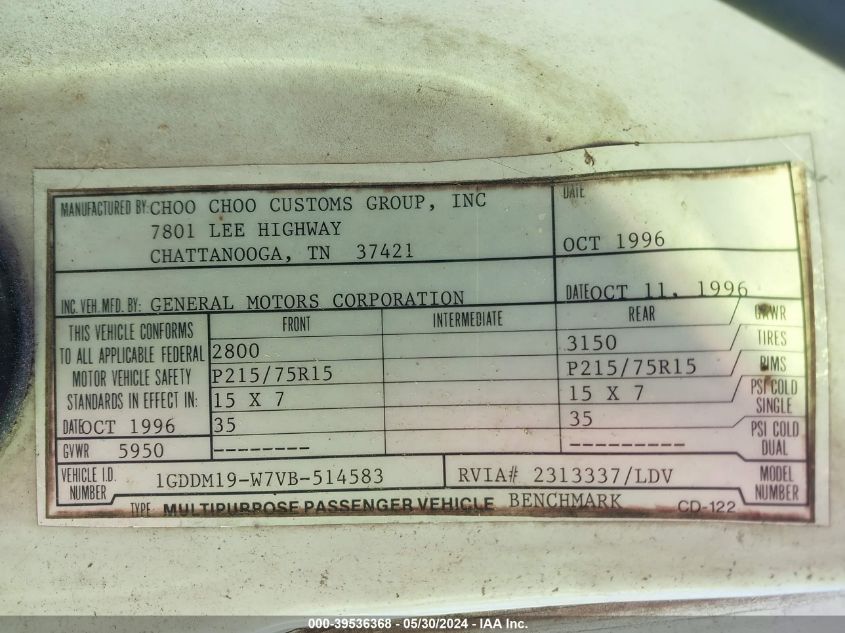 MANUFACTURED BY: CHOO CHOO CUSTOMS GROUP, INC
7801 LEE HIGHWAY
CHATTANOOGA, TN 37421
DATE
OCT 1996
INC. VEH. MFD. BY: GENERAL MOTORS CORPORATION
DATE OCT 11, 1996
THIS VEHICLE CONFORMS
TO ALL APPLICABLE FEDERAL
MOTOR VEHICLE SAFETY
STANDARDS IN EFFECT IN:
DATE OCT 1996
GVWR 5950
FRONT INTERMEDIATE REAR GAWR
2800 3150 TIRES
P215/75R15 P215/75R15 RIMS
15 X 7 15 X 7 PSI COLD SINGLE
35 35 PSI COLD DUAL
-------- ----------
VEHICLE I.D.
NUMBER
1GDDM19-W7VB-514583
RVIA# 2313337/LDV
MODEL
NUMBER
TYPE MULTIPURPOSE PASSENGER VEHICLE BENCHMARK CD-122
000-39536368 - 05/30/2024 - IAA Inc.